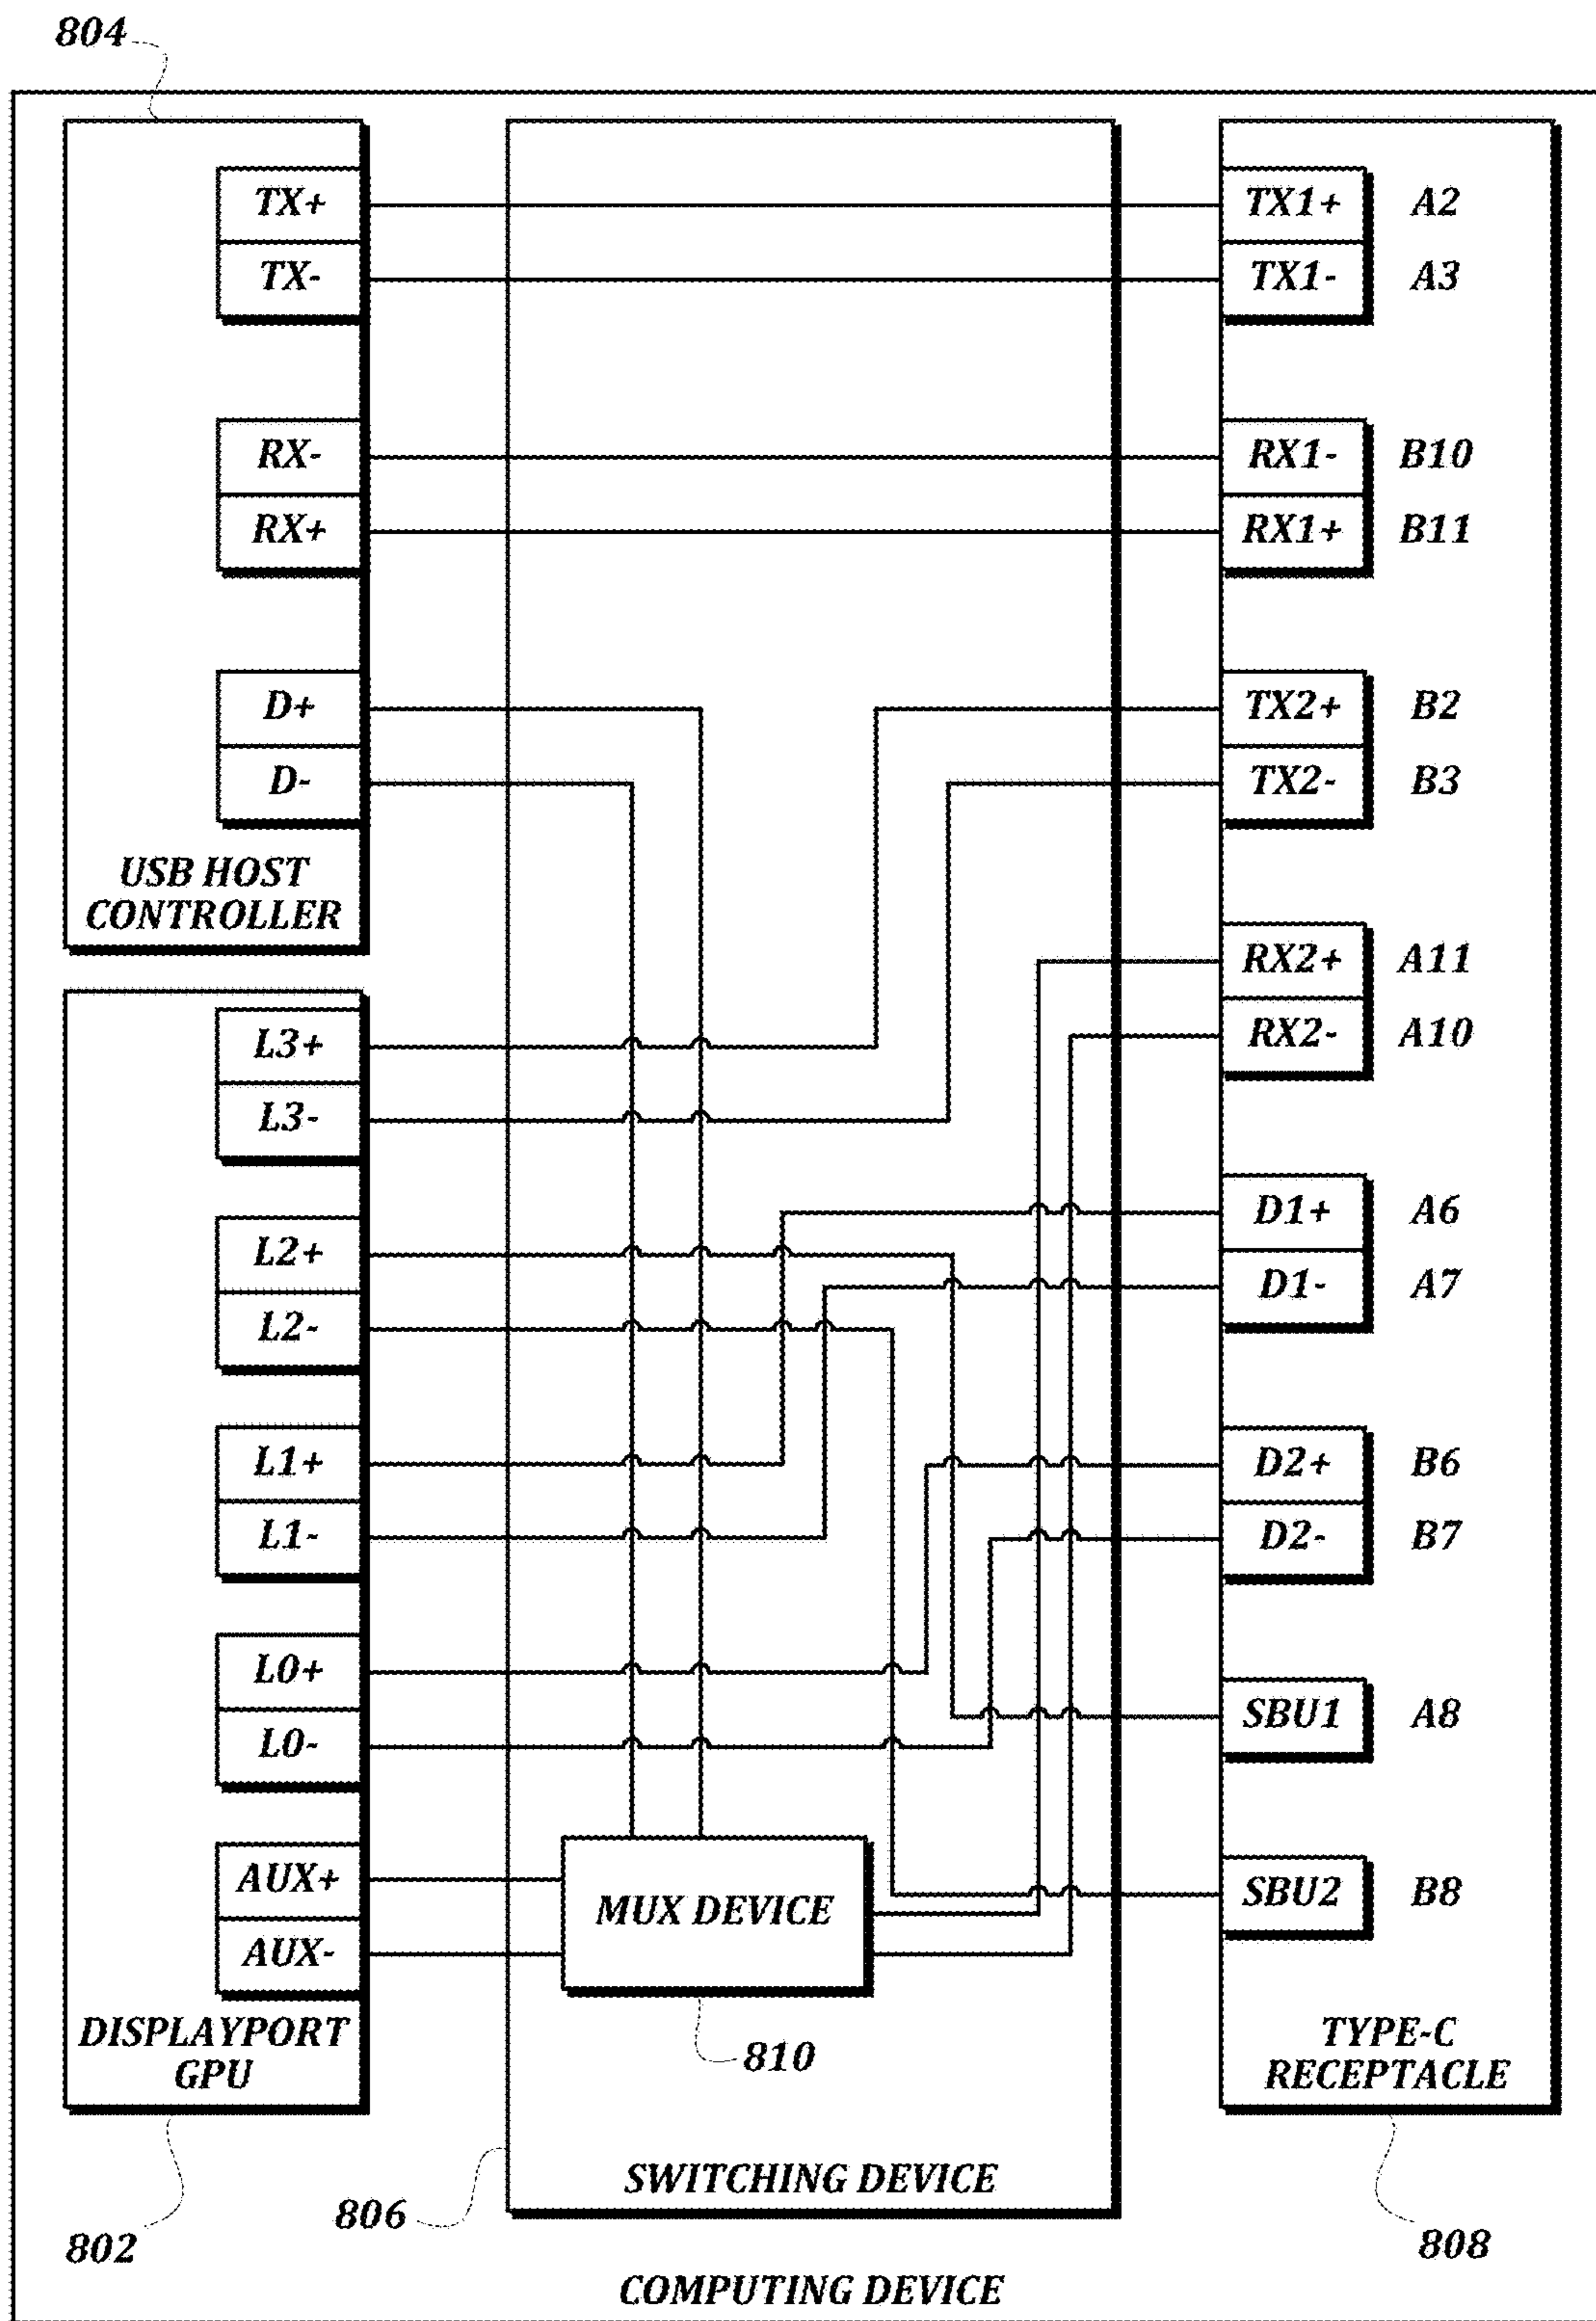 804
TX+
TX-
RX-
RX+
D+
D-
USB HOST
CONTROLLER
L3+
L3-
L2+
L2-
L1+
L1-
L0+
L0-
AUX+
AUX-
DISPLAYPORT
GPU
802
MUX DEVICE
810
SWITCHING DEVICE
806
TX1+ A2
TX1- A3
RX1- B10
RX1+ B11
TX2+ B2
TX2- B3
RX2+ A11
RX2- A10
D1+ A6
D1- A7
D2+ B6
D2- B7
SBU1 A8
SBU2 B8
TYPE-C
RECEPTACLE
808
COMPUTING DEVICE